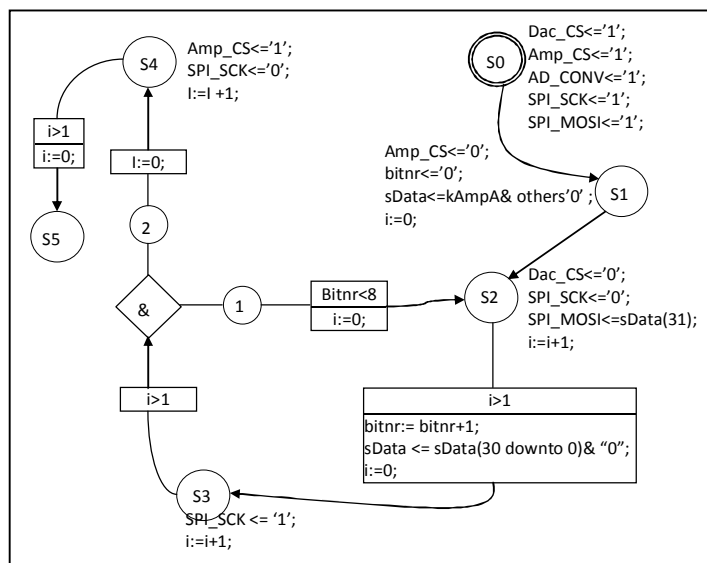 S4
Amp_CS<='1';
SPI_SCK<='0';
I:=I +1;
S0
Dac_CS<='1';
Amp_CS<='1';
AD_CONV<='1';
SPI_SCK<='1';
SPI_MOSI<='1';
i>1
i:=0;
I:=0;
Amp_CS<='0';
bitnr<='0';
sData<=kAmpA& others'0' ;
i:=0;
S1
S5
2
&
1
Bitnr<8
i:=0;
S2
Dac_CS<='0';
SPI_SCK<='0';
SPI_MOSI<=sData(31);
i:=i+1;
i>1
i>1
bitnr:= bitnr+1;
sData <= sData(30 downto 0)& “0”;
i:=0;
S3
SPI_SCK <= ‘1’;
i:=i+1;